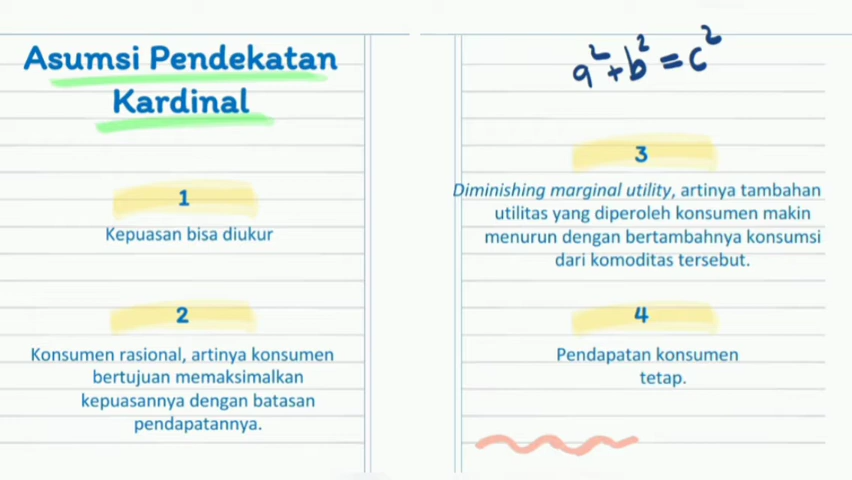 Asumsi Pendekatan
Kardinal
1
Kepuasan bisa diukur
2
Konsumen rasional, artinya konsumen
bertujuan memaksimalkan
kepuasannya dengan batasan
pendapatannya.
a²+b²=c²
3
Diminishing marginal utility, artinya tambahan
utilitas yang diperoleh konsumen makin
menurun dengan bertambahnya konsumsi
dari komoditas tersebut.
4
Pendapatan konsumen
tetap.